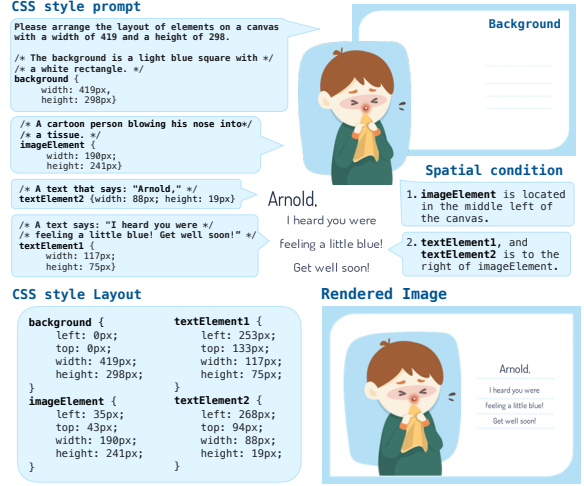 CSS style prompt
Please arrange the layout of elements on a canvas
with a width of 419 and a height of 298.
/* The background is a light blue square with */
/* a white rectangle. */
background {
width: 419px,
height: 298px}
/* A cartoon person blowing his nose into*/
/* a tissue. */
imageElement {
width: 190px;
height: 241px}
/* A text that says: "Arnold," */
textElement2 {width: 88px; height: 19px}
/* A text says: "I heard you were */
/* feeling a little blue! Get well soon!” */
textElement1 {
width: 117px;
height: 75px}
Background
Arnold,
I heard you were
feeling a little blue!
Get well soon!
Spatial condition
1. imageElement is located
in the middle left of
the canvas.
2. textElement1, and
textElement2 is to the
right of imageElement.
CSS style Layout
background {
left: 0px;
top: 0px;
width: 419px;
height: 298px;
}
imageElement {
left: 35px;
top: 43px;
width: 190px;
height: 241px;
}
textElement1 {
left: 253px;
top: 133px;
width: 117px;
height: 75px;
}
textElement2 {
left: 268px;
top: 94px;
width: 88px;
height: 19px;
}
Rendered Image
Arnold,
I heard you were
feeling a little blue!
Get well soon!